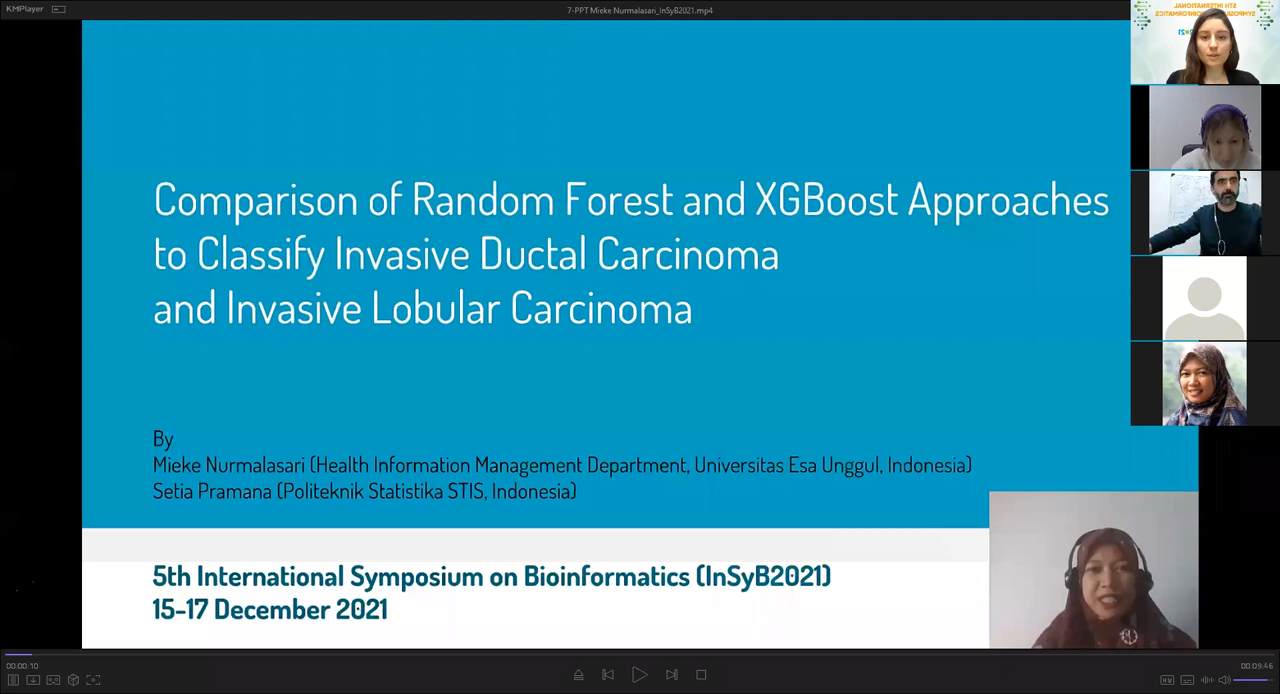 KMPlayer
7-PPT Mieke Nurmalasari_InSyB2021.mp4
5TH INTERNATIONAL
Comparison of Random Forest and XGBoost Approaches
to Classify Invasive Ductal Carcinoma
and Invasive Lobular Carcinoma
By
Mieke Nurmalasari (Health Information Management Department, Universitas Esa Unggul, Indonesia)
Setia Pramana (Politeknik Statistika STIS, Indonesia)
5th International Symposium on Bioinformatics (InSyB2021)
15-17 December 2021
00:00:10
00:09:46